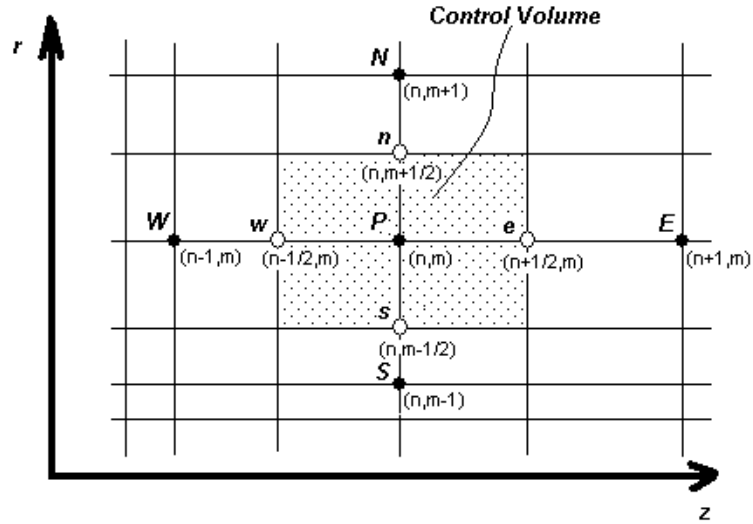 Control Volume
r
N
(n,m+1)
n
(n,m+1/2)
W
w
P
e
E
(n-1,m)
(n-1/2,m)
(n,m)
(n+1/2,m)
(n+1,m)
s
(n,m-1/2)
S
(n,m-1)
z